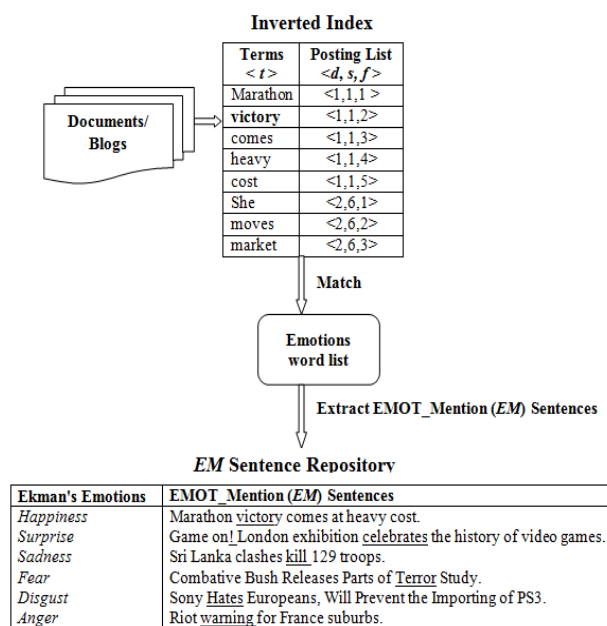 Inverted Index
Terms Posting List
< t > <d, s, f >
Marathon <1,1,1 >
victory <1,1,2>
comes <1,1,3>
heavy <1,1,4>
cost <1,1,5>
She <2,6,1>
moves <2,6,2>
market <2,6,3>
Documents/
Blogs
Match
Emotions
word list
Extract EMOT_Mention (EM) Sentences
EM Sentence Repository
Ekman's Emotions EMOT_Mention (EM) Sentences
Happiness Marathon victory comes at heavy cost.
Surprise Game on! London exhibition celebrates the history of video games.
Sadness Sri Lanka clashes kill 129 troops.
Fear Combative Bush Releases Parts of Terror Study.
Disgust Sony Hates Europeans, Will Prevent the Importing of PS3.
Anger Riot warning for France suburbs.